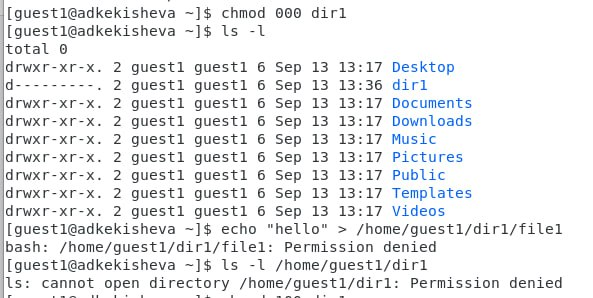 [guest1@adkekisheva ~]$ chmod 000 dir1
[guest1@adkekisheva ~]$ ls -l
total 0
drwxr-xr-x. 2 guest1 guest1 6 Sep 13 13:17 Desktop
d---------. 2 guest1 guest1 6 Sep 13 13:36 dir1
drwxr-xr-x. 2 guest1 guest1 6 Sep 13 13:17 Documents
drwxr-xr-x. 2 guest1 guest1 6 Sep 13 13:17 Downloads
drwxr-xr-x. 2 guest1 guest1 6 Sep 13 13:17 Music
drwxr-xr-x. 2 guest1 guest1 6 Sep 13 13:17 Pictures
drwxr-xr-x. 2 guest1 guest1 6 Sep 13 13:17 Public
drwxr-xr-x. 2 guest1 guest1 6 Sep 13 13:17 Templates
drwxr-xr-x. 2 guest1 guest1 6 Sep 13 13:17 Videos
[guest1@adkekisheva ~]$ echo "hello" > /home/guest1/dir1/file1
bash: /home/guest1/dir1/file1: Permission denied
[guest1@adkekisheva ~]$ ls -l /home/guest1/dir1
ls: cannot open directory /home/guest1/dir1: Permission denied